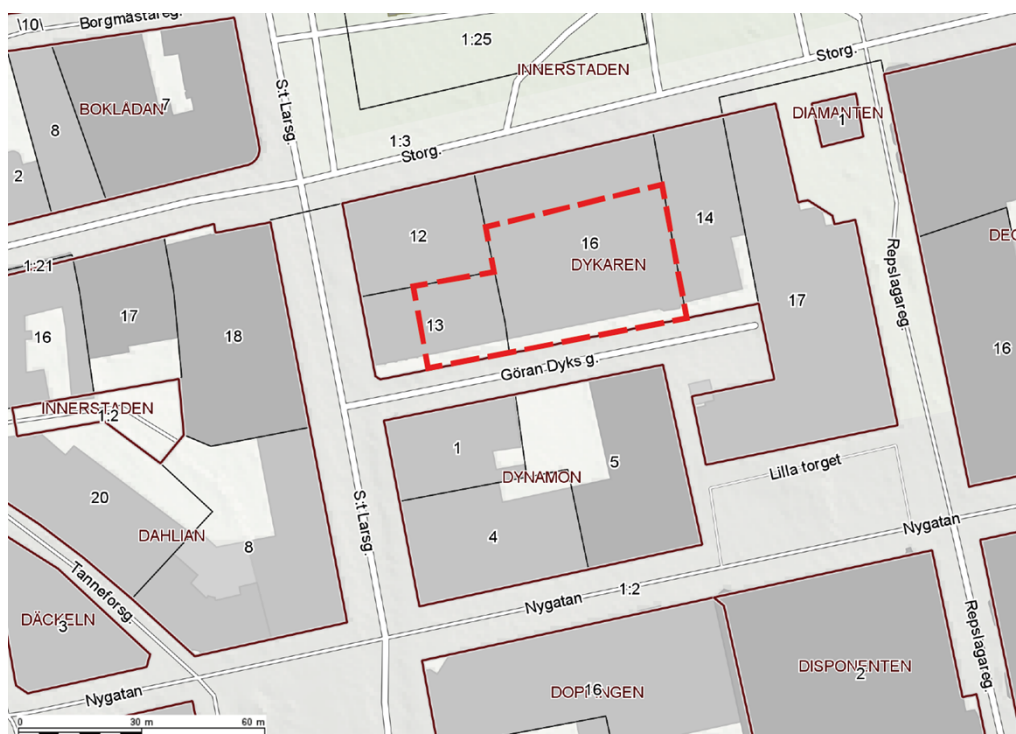 \10)
Borgmästareg.
1:25
Storg.
INNERSTADEN
S:t Larsg.
BOKLÅDAN
7
8
2
DIAMANTEN
1
1:3
Storg.
12
16
DYKAREN
14
DEC
1:21
13
17
17
18
16
16
Repslagareg.
Göran Dyks g.
INNERSTADEN
1:2
1
5
DYNAMON
Lilla torget
20
4
S:t Larsg.
DAHLIAN
8
Nygatan
1:2
Nygatan
Tanneforsg.
DÄCKELN
3
Repslagareg.
DISPONENTEN
2
Nygatan
16
0 30 m 60 m